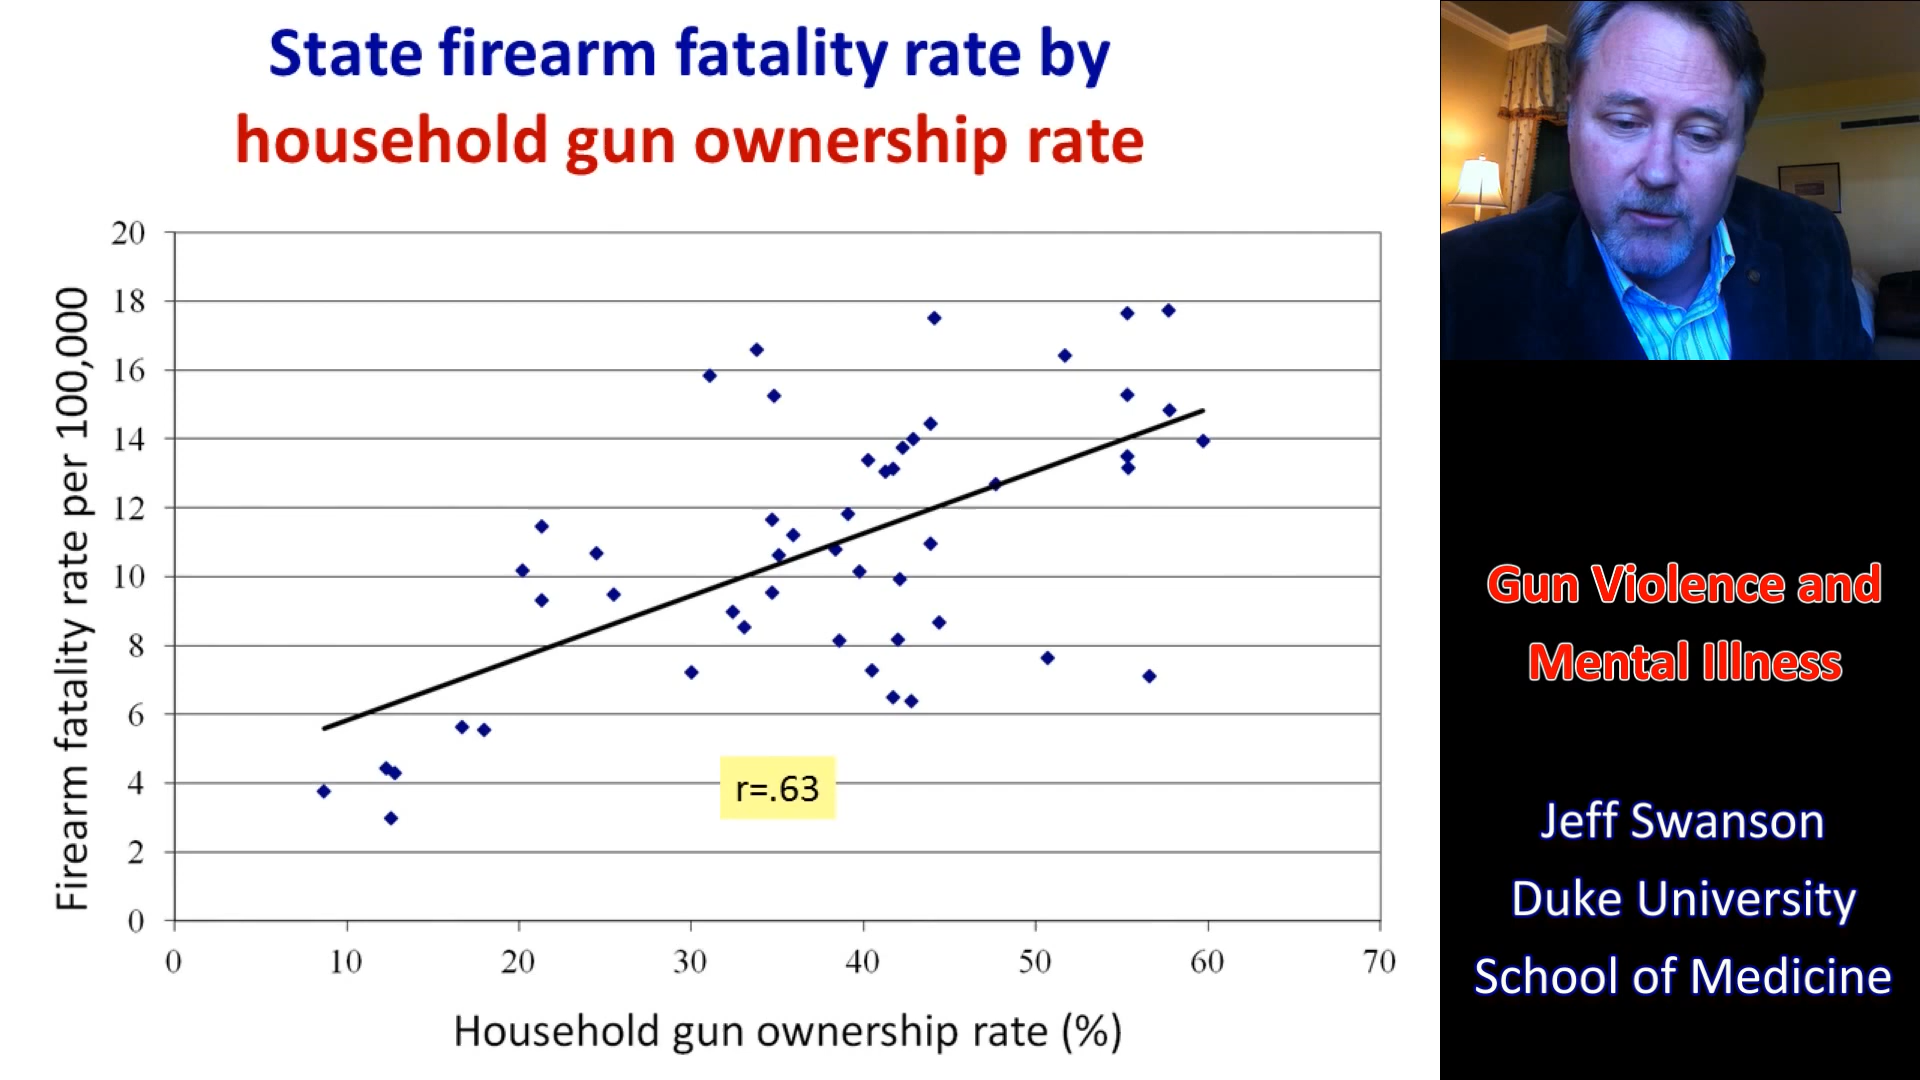 State firearm fatality rate by
household gun ownership rate
Firearm fatality rate per 100,000
20
18
16
14
12
10
8
6
4
2
0
r=.63
0 10 20 30 40 50 60 70
Household gun ownership rate (%)
Gun Violence and
Mental Illness
Jeff Swanson
Duke University
School of Medicine